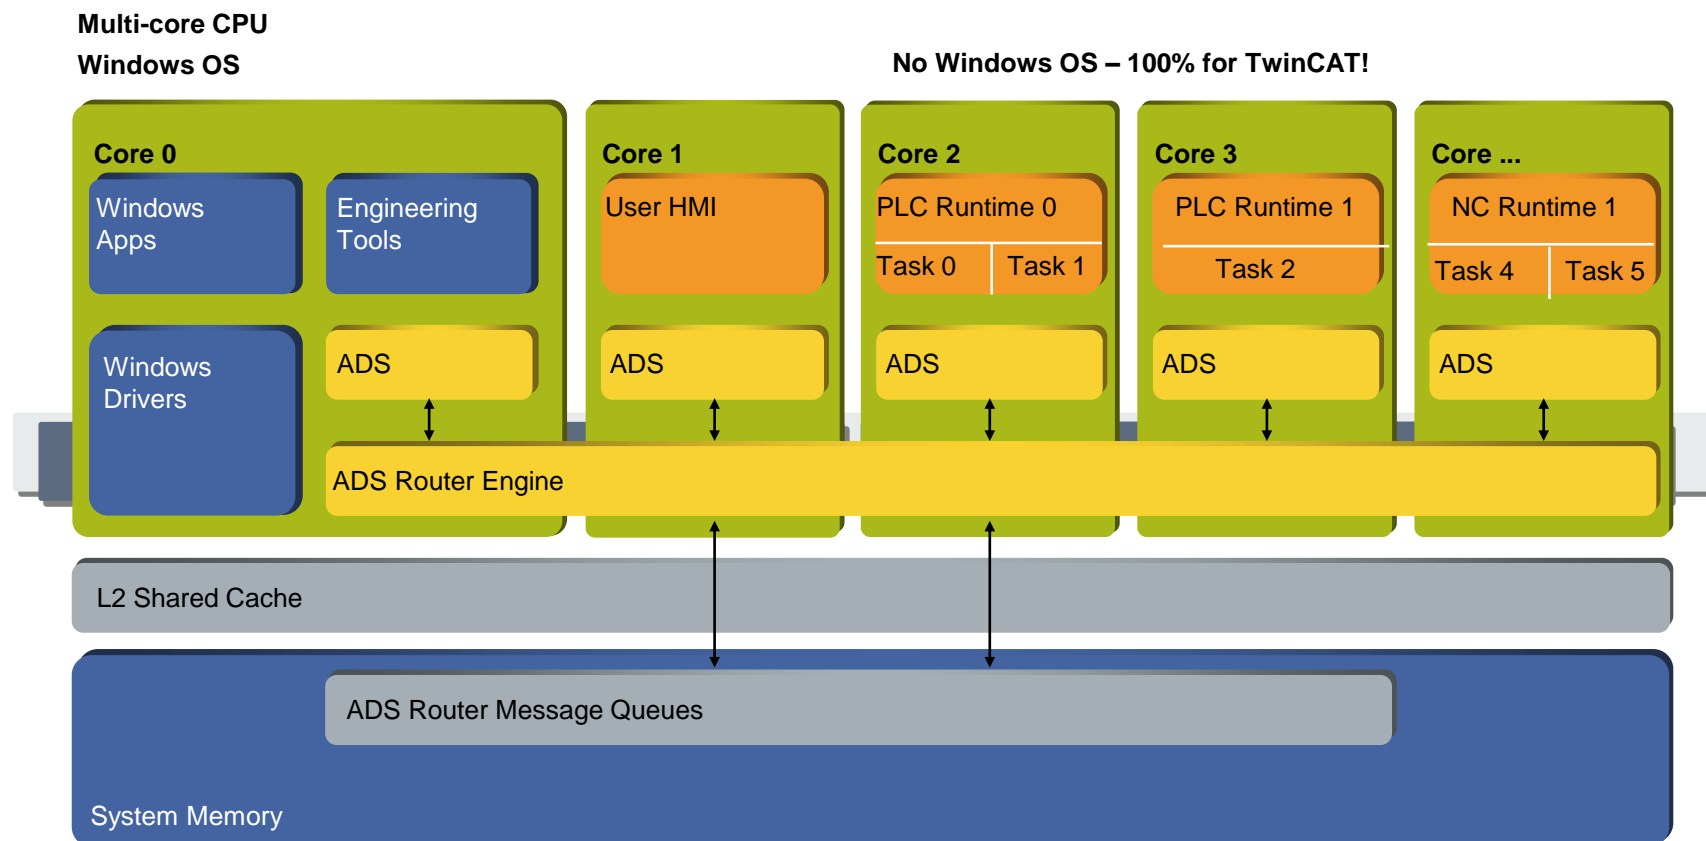 Multi-core CPU
Windows OS
No Windows OS – 100% for TwinCAT!
Core 0
Core 1
Core 2
Core 3
Core ...
Windows
Apps
Engineering
Tools
User HMI
PLC Runtime 0
Task 0
Task 1
PLC Runtime 1
Task 2
NC Runtime 1
Task 4
Task 5
Windows
Drivers
ADS
ADS
ADS
ADS
ADS
ADS Router Engine
L2 Shared Cache
ADS Router Message Queues
System Memory